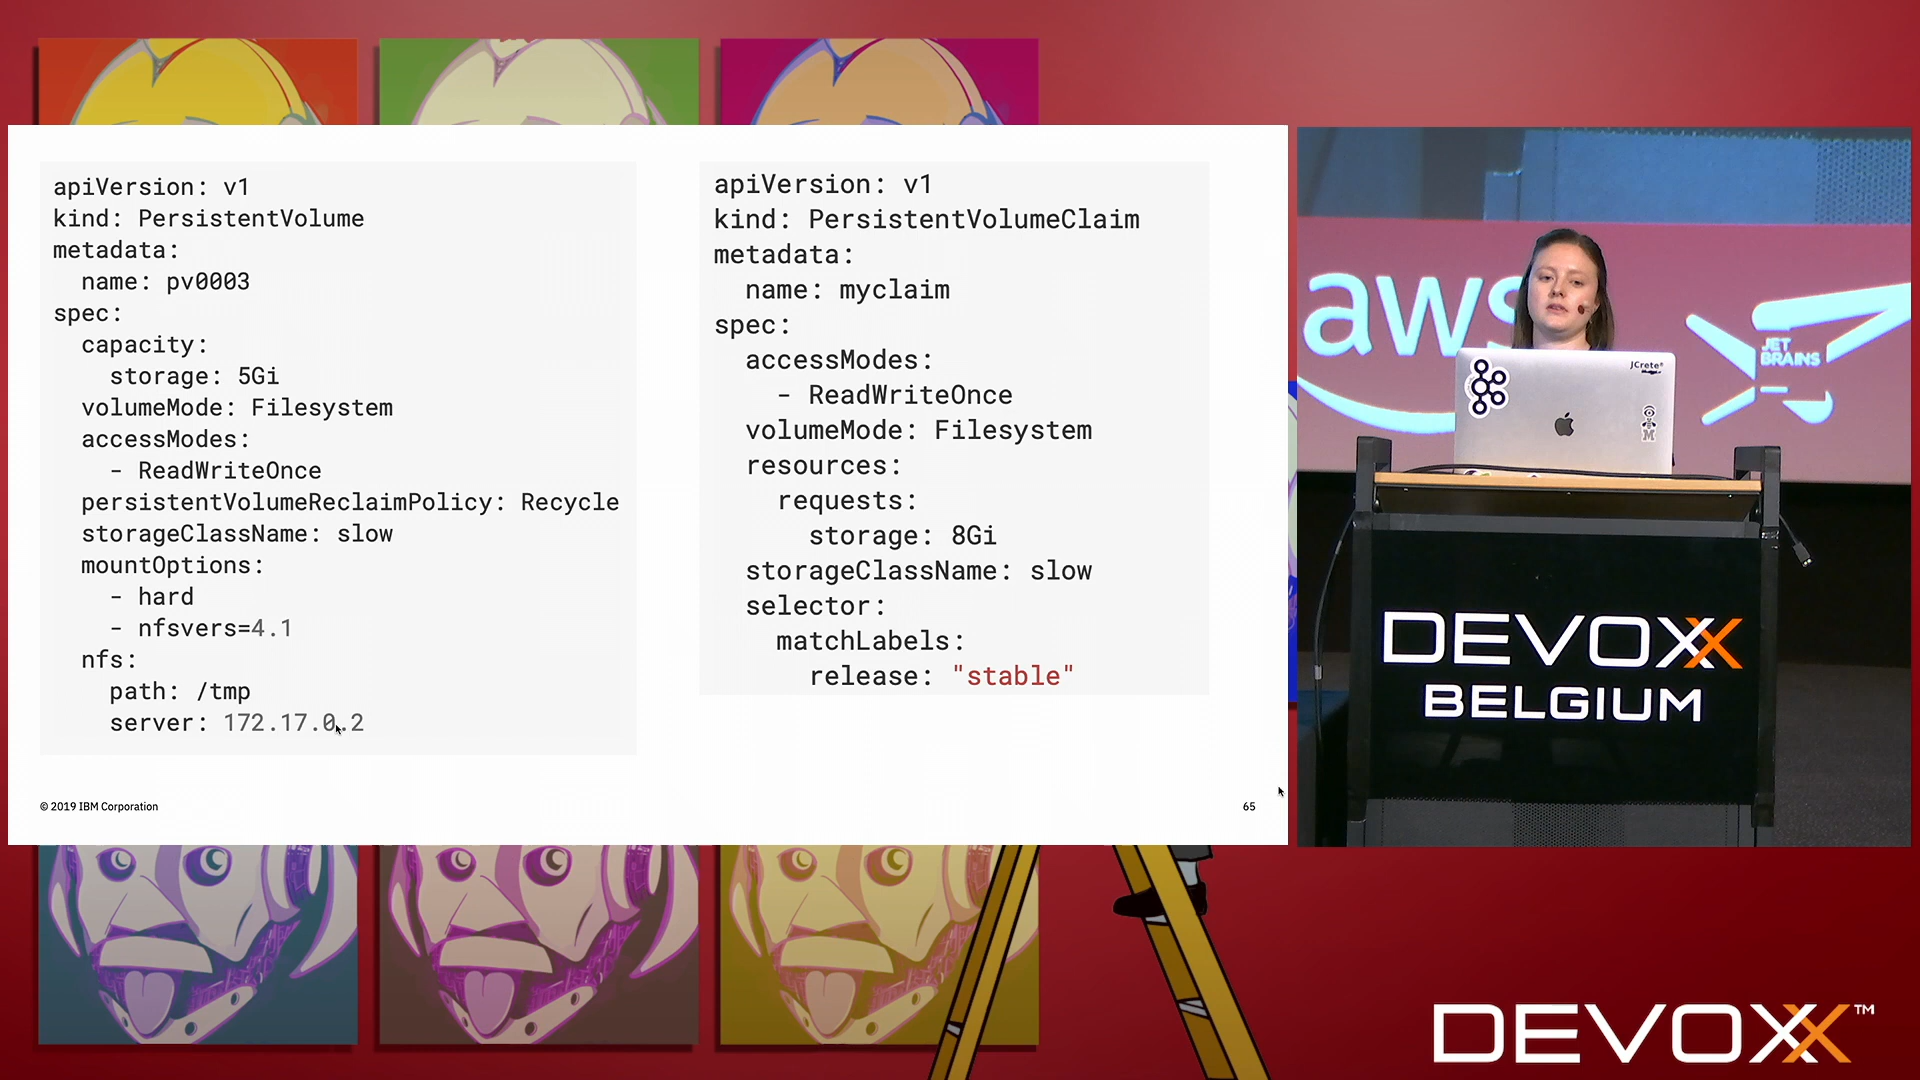 apiVersion: v1
kind: PersistentVolume
metadata:
  name: pv0003
spec:
  capacity:
    storage: 5Gi
  volumeMode: Filesystem
  accessModes:
    - ReadWriteOnce
  persistentVolumeReclaimPolicy: Recycle
  storageClassName: slow
  mountOptions:
    - hard
    - nfsvers=4.1
  nfs:
    path: /tmp
    server: 172.17.0.2
apiVersion: v1
kind: PersistentVolumeClaim
metadata:
  name: myclaim
spec:
  accessModes:
    - ReadWriteOnce
  volumeMode: Filesystem
  resources:
    requests:
      storage: 8Gi
  storageClassName: slow
  selector:
    matchLabels:
      release: "stable"
© 2019 IBM Corporation
65
aws
JET
BRAINS
JCrete
M
DEVOXX
BELGIUM
DEVOXX™